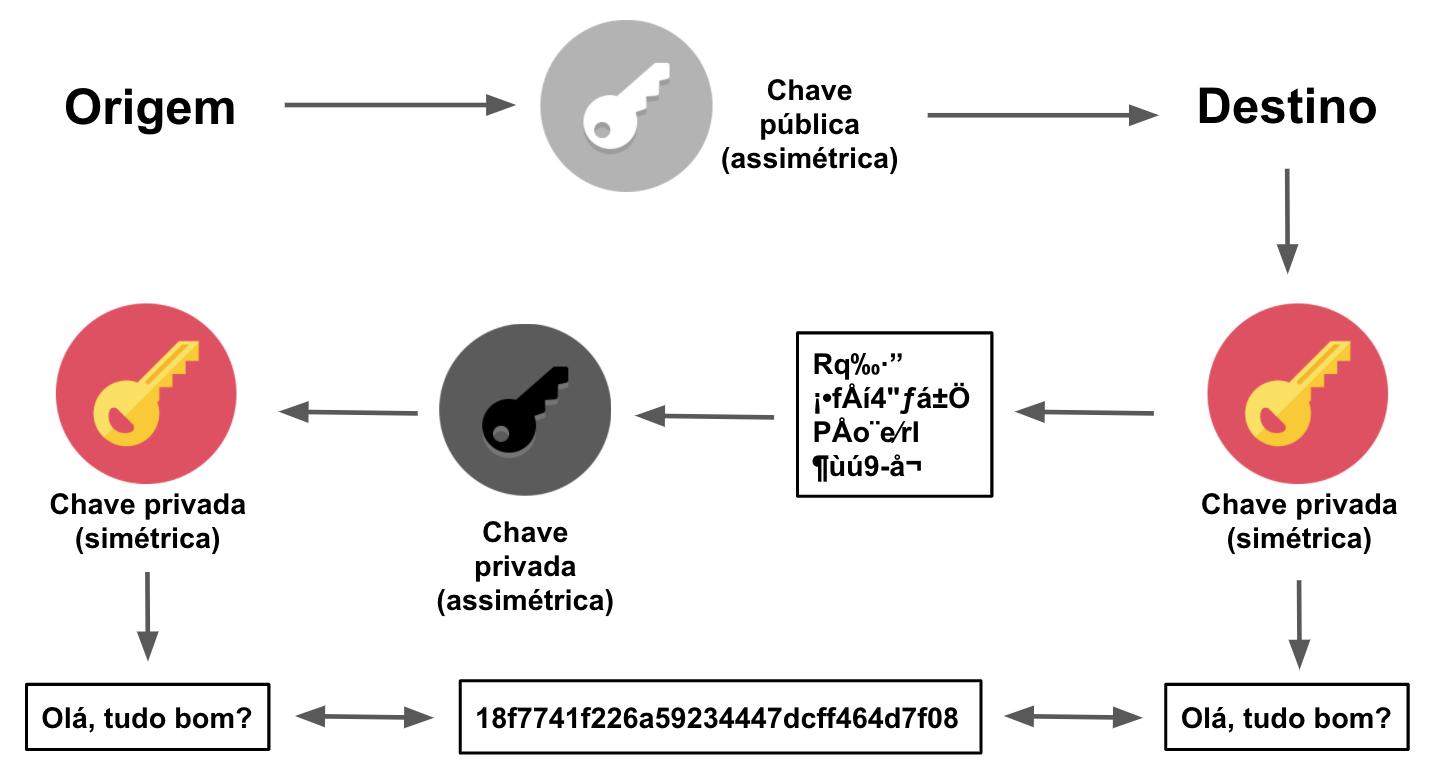 Origem
Chave
pública
(assimétrica)
Destino
Chave privada
(simétrica)
Chave
privada
(assimétrica)
Rq‰·”
¡•fÅí4"ƒá±Ö
PÅo¨e⁄rI
¶ùú9-å¬
Chave privada
(simétrica)
Olá, tudo bom?
18f7741f226a59234447dcff464d7f08
Olá, tudo bom?